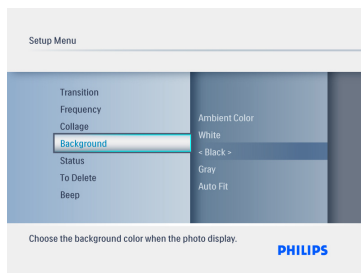 Setup Menu
Transition
Frequency
Collage
Background
Status
To Delete
Beep
Ambient Color
White
< Black >
Gray
Auto Fit
Choose the background color when the photo display.
PHILIPS